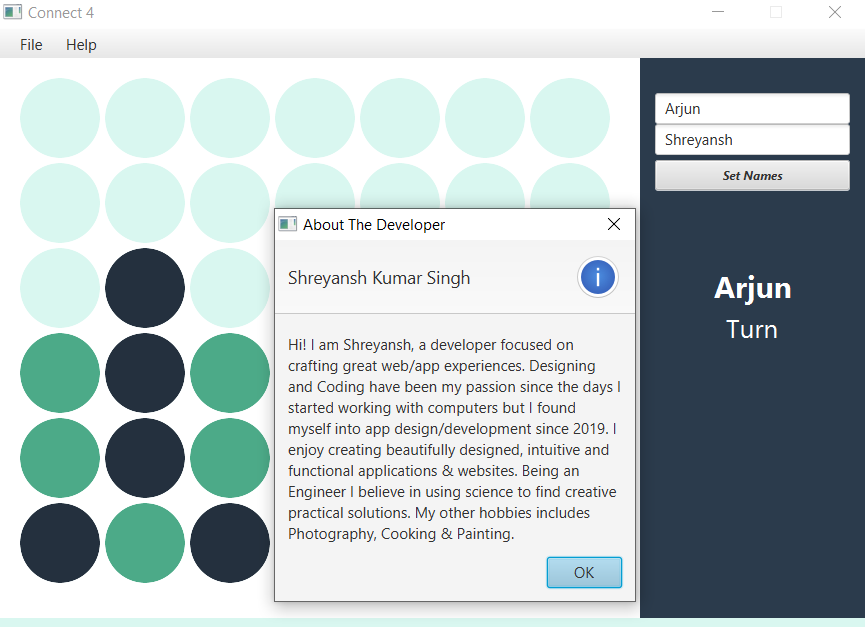 Connect 4
File Help
Arjun
Shreyansh
Set Names
Arjun
Turn
About The Developer
Shreyansh Kumar Singh
i
Hi! I am Shreyansh, a developer focused on
crafting great web/app experiences. Designing
and Coding have been my passion since the days I
started working with computers but I found
myself into app design/development since 2019. I
enjoy creating beautifully designed, intuitive and
functional applications & websites. Being an
Engineer I believe in using science to find creative
practical solutions. My other hobbies includes
Photography, Cooking & Painting.
OK